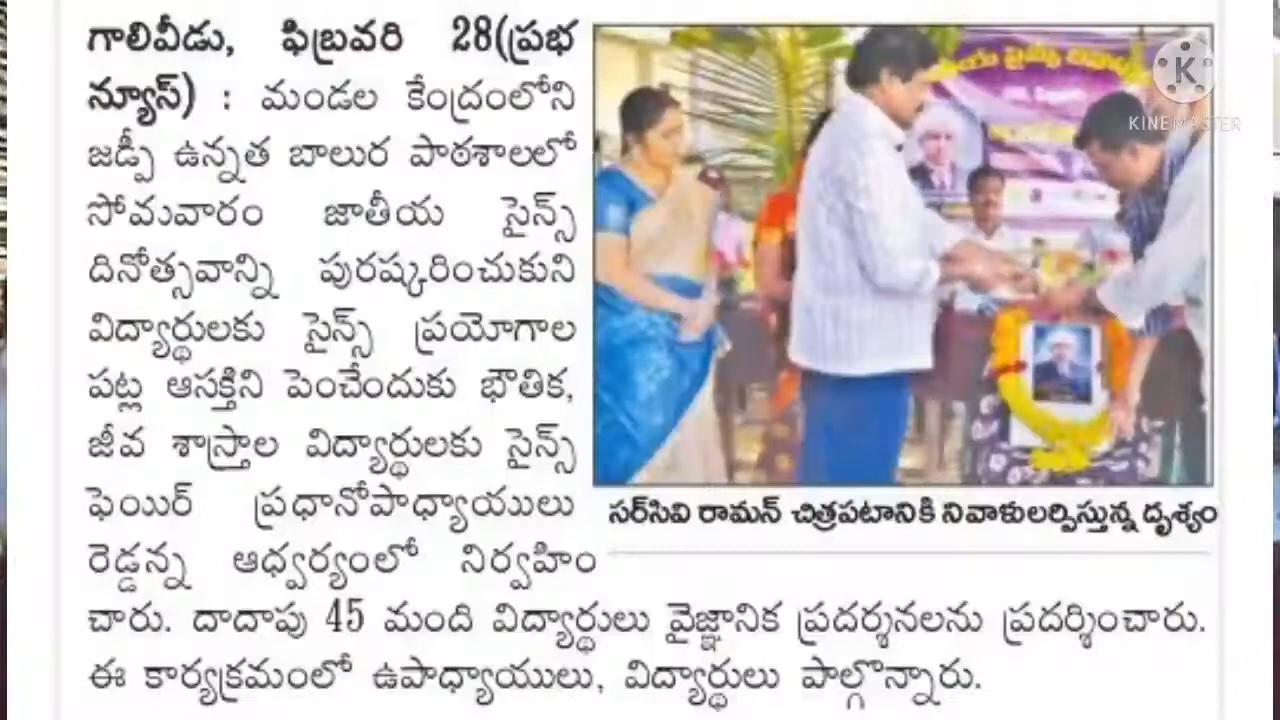 గాలివీడు, ఫిబ్రవరి 28(ప్రభ
న్యూస్) : మండల కేంద్రంలోని
జడ్పీ ఉన్నత బాలుర పాఠశాలలో
సోమవారం జాతీయ సైన్స్
దినోత్సవాన్ని పురష్కరించుకుని
విద్యార్థులకు సైన్స్ ప్రయోగాల
పట్ల ఆసక్తిని పెంచేందుకు భౌతిక,
జీవ శాస్త్రాల విద్యార్థులకు సైన్స్
ఫెయిర్ ప్రధానోపాధ్యాయులు
రెడ్డన్న ఆధ్వర్యంలో నిర్వహిం
చారు. దాదాపు 45 మంది విద్యార్థులు వైజ్ఞానిక ప్రదర్శనలను ప్రదర్శించారు.
ఈ కార్యక్రమంలో ఉపాధ్యాయులు, విద్యార్థులు పాల్గొన్నారు.
K
KINEMASTER
సర్‌సివి రామన్ చిత్రపటానికి నివాళులర్పిస్తున్న దృశ్యం